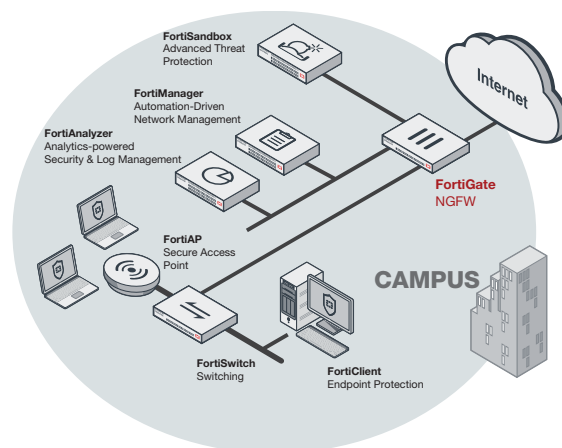 FortiSandbox
Advanced Threat
Protection
FortiManager
Automation-Driven
Network Management
FortiAnalyzer
Analytics-powered
Security & Log Management
Internet
FortiGate
NGFW
FortiAP
Secure Access
Point
CAMPUS
FortiSwitch
Switching
FortiClient
Endpoint Protection